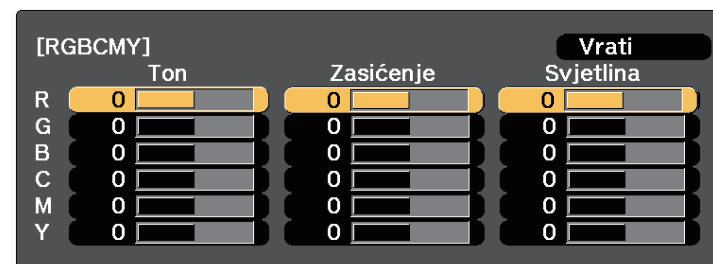 [RGBCMY] Vrati
Ton Zasićenje Svjetlina
R 0 0 0
G 0 0 0
B 0 0 0
C 0 0 0
M 0 0 0
Y 0 0 0